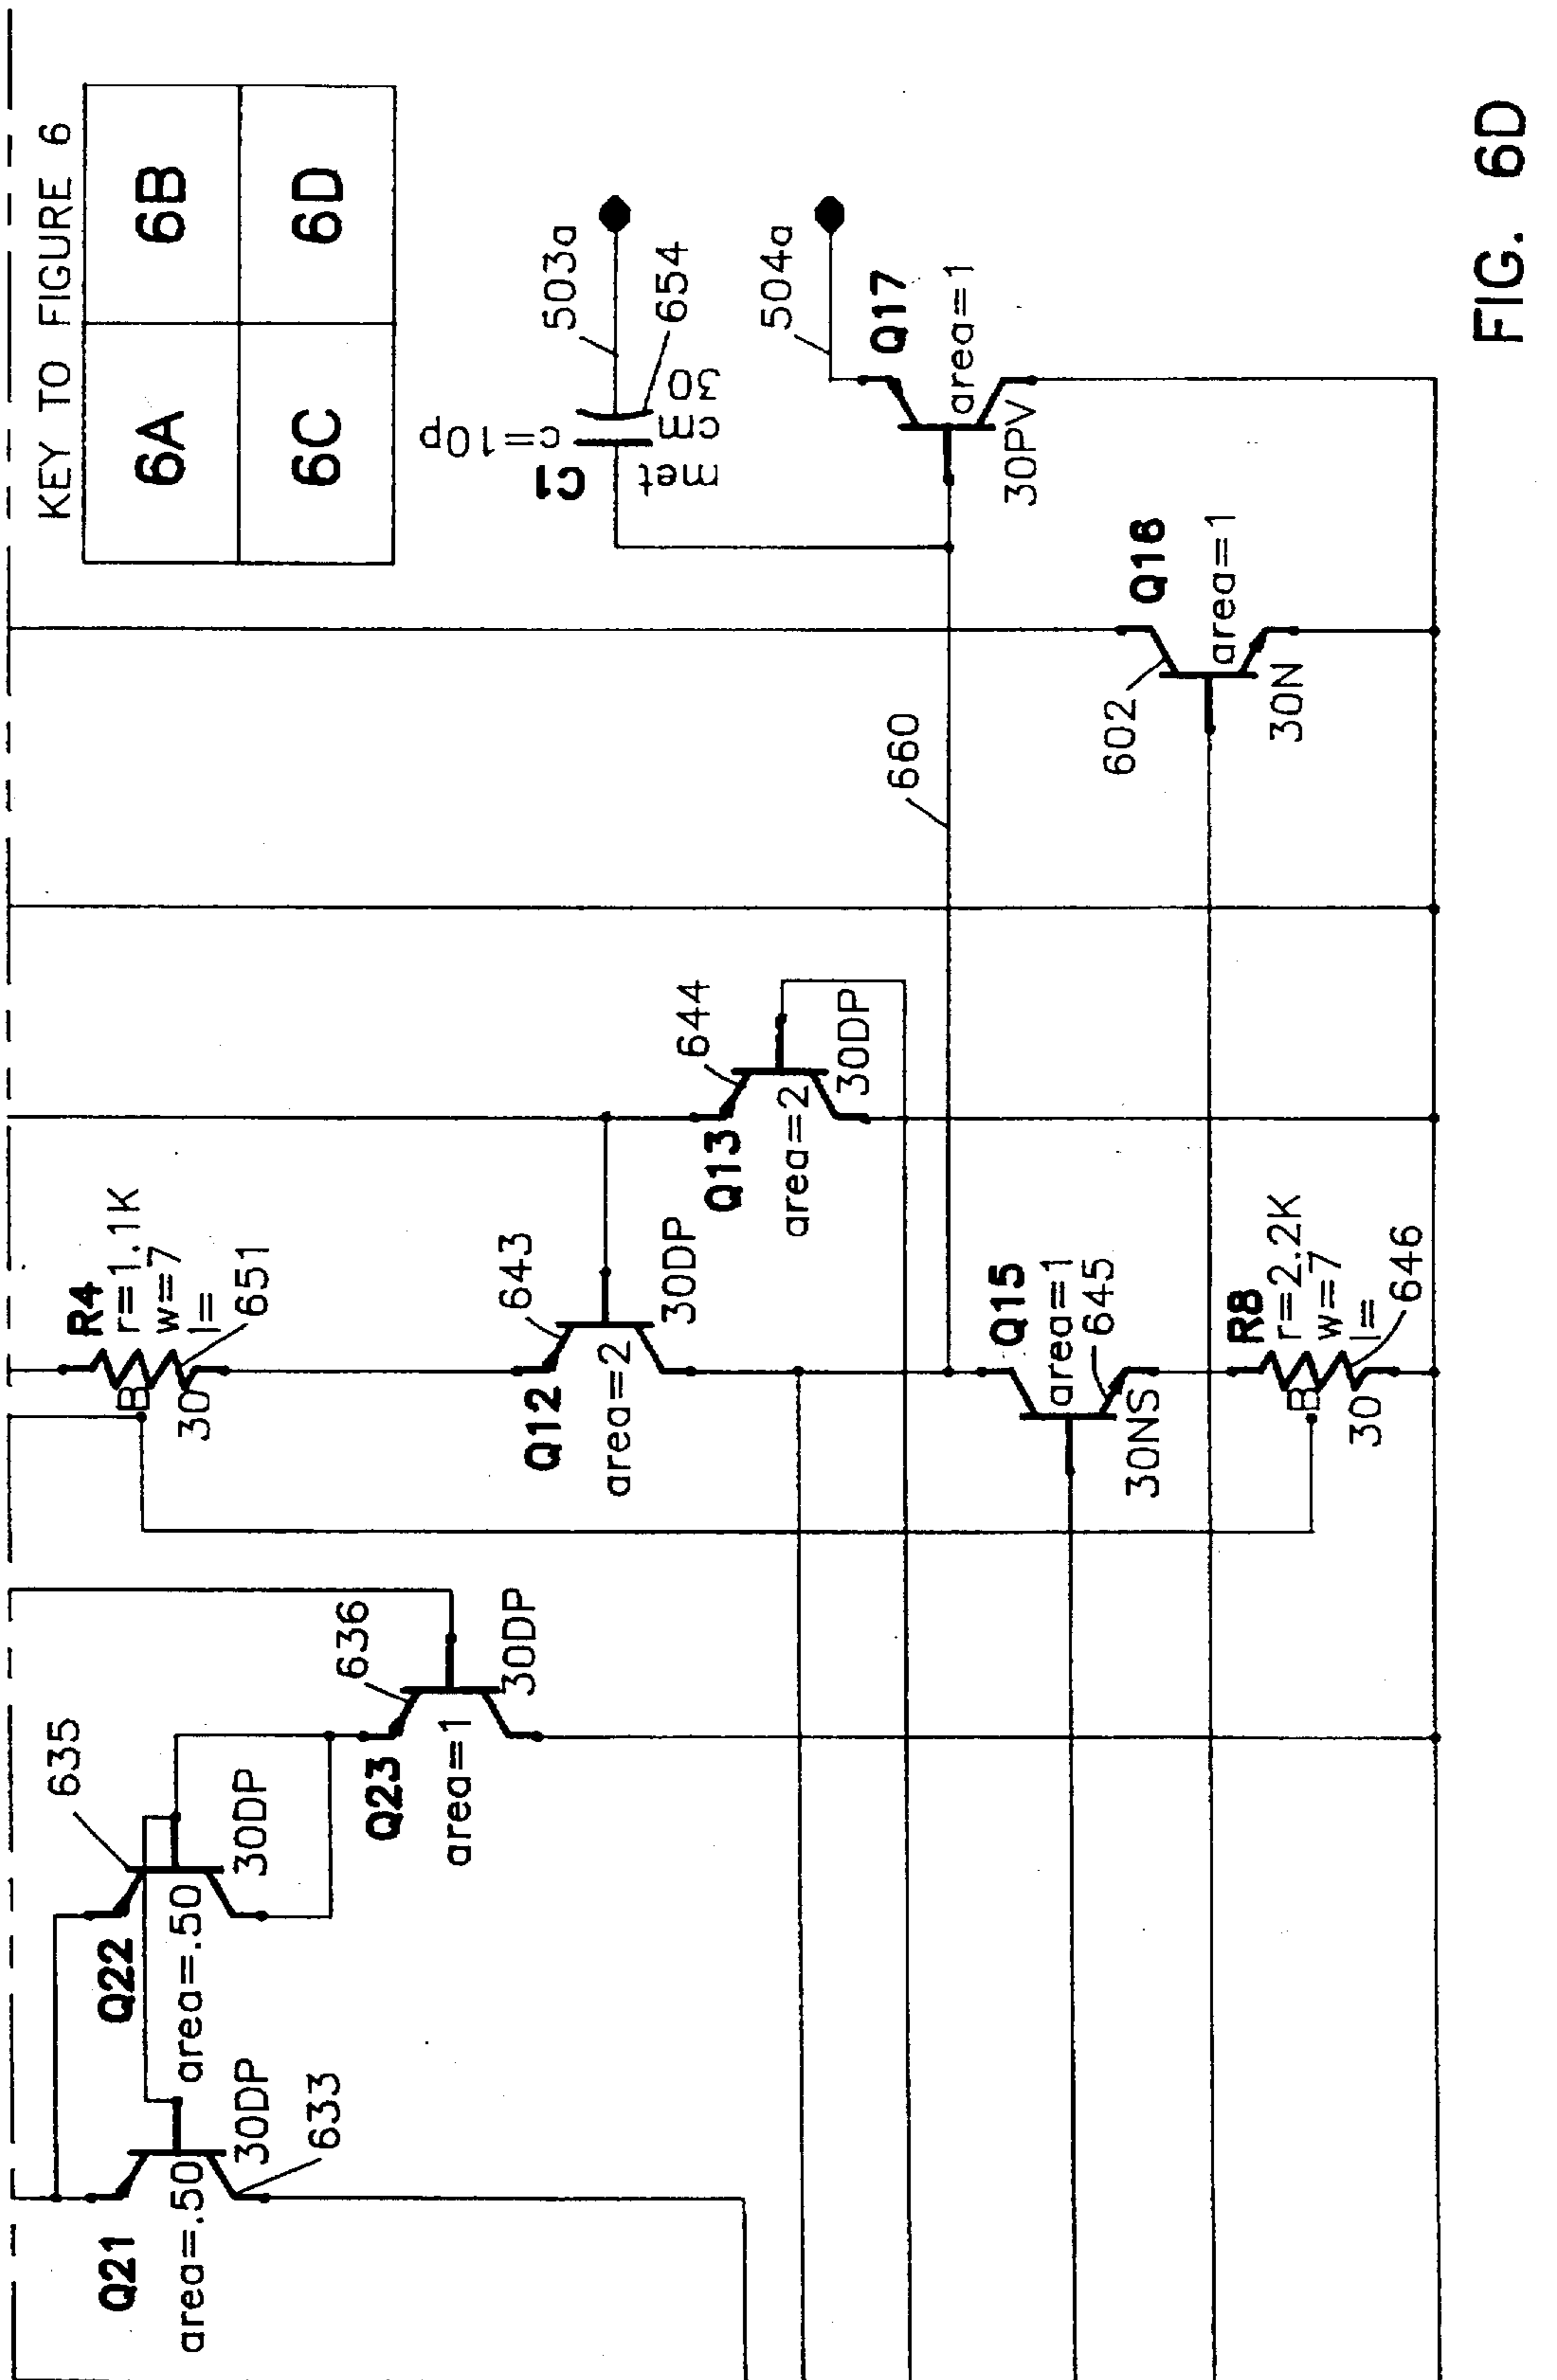 KEY TO FIGURE 6
6A
6B
6C
6D
503a
654
C1
c=10p
met
cm
30
504a
Q17
area=1
30PV
Q16
area=1
602
30N
660
644
Q13
area=2
30DP
R4
r=1.1K
w=7
l=
651
B
30
643
Q12
area=2
30DP
Q15
area=1
645
30NS
R8
r=2.2K
w=7
l=
646
B
30
636
Q23
area=1
30DP
635
Q22
area=.50
30DP
Q21
area=.50
30DP
633
FIG. 6D